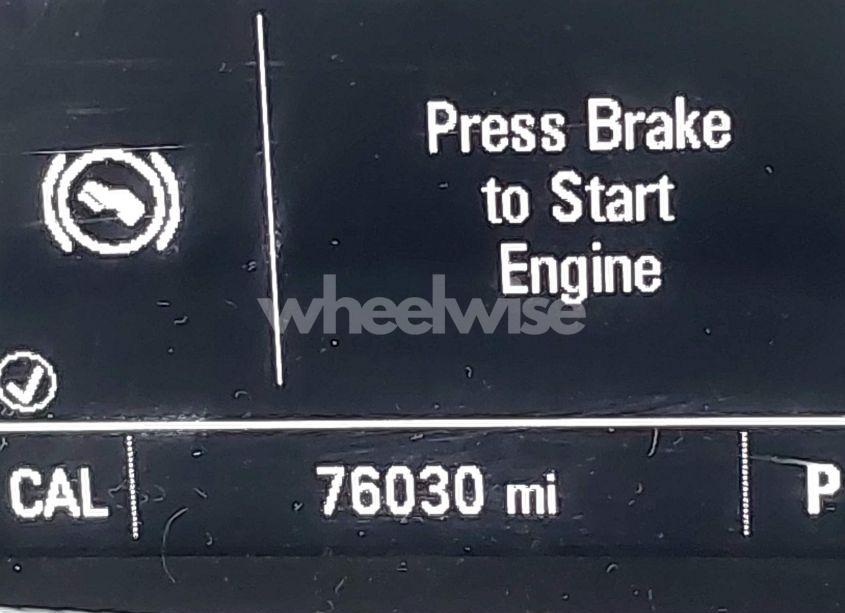 Press Brake
to Start
Engine
wheelwise
CAL 76030 mi P